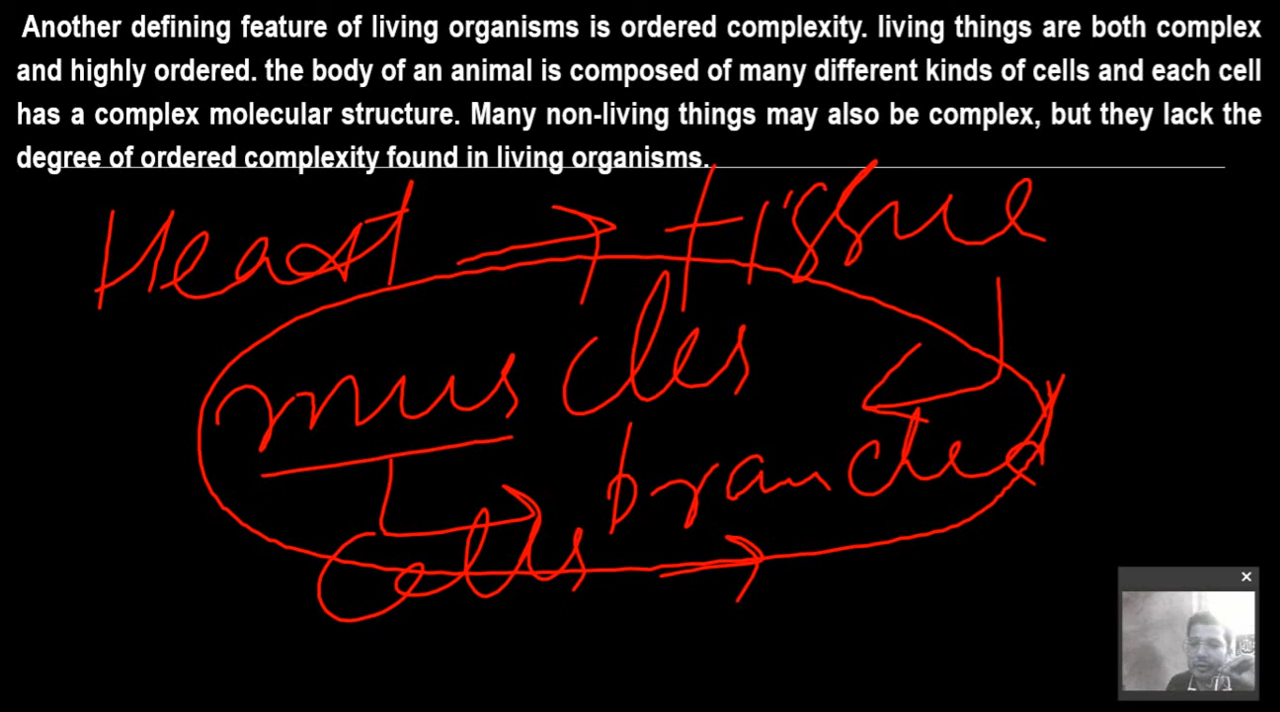 Another defining feature of living organisms is ordered complexity. living things are both complex
and highly ordered. the body of an animal is composed of many different kinds of cells and each cell
has a complex molecular structure. Many non-living things may also be complex, but they lack the
degree of ordered complexity found in living organisms.
Heart → tissue
muscles
branched
Cells →